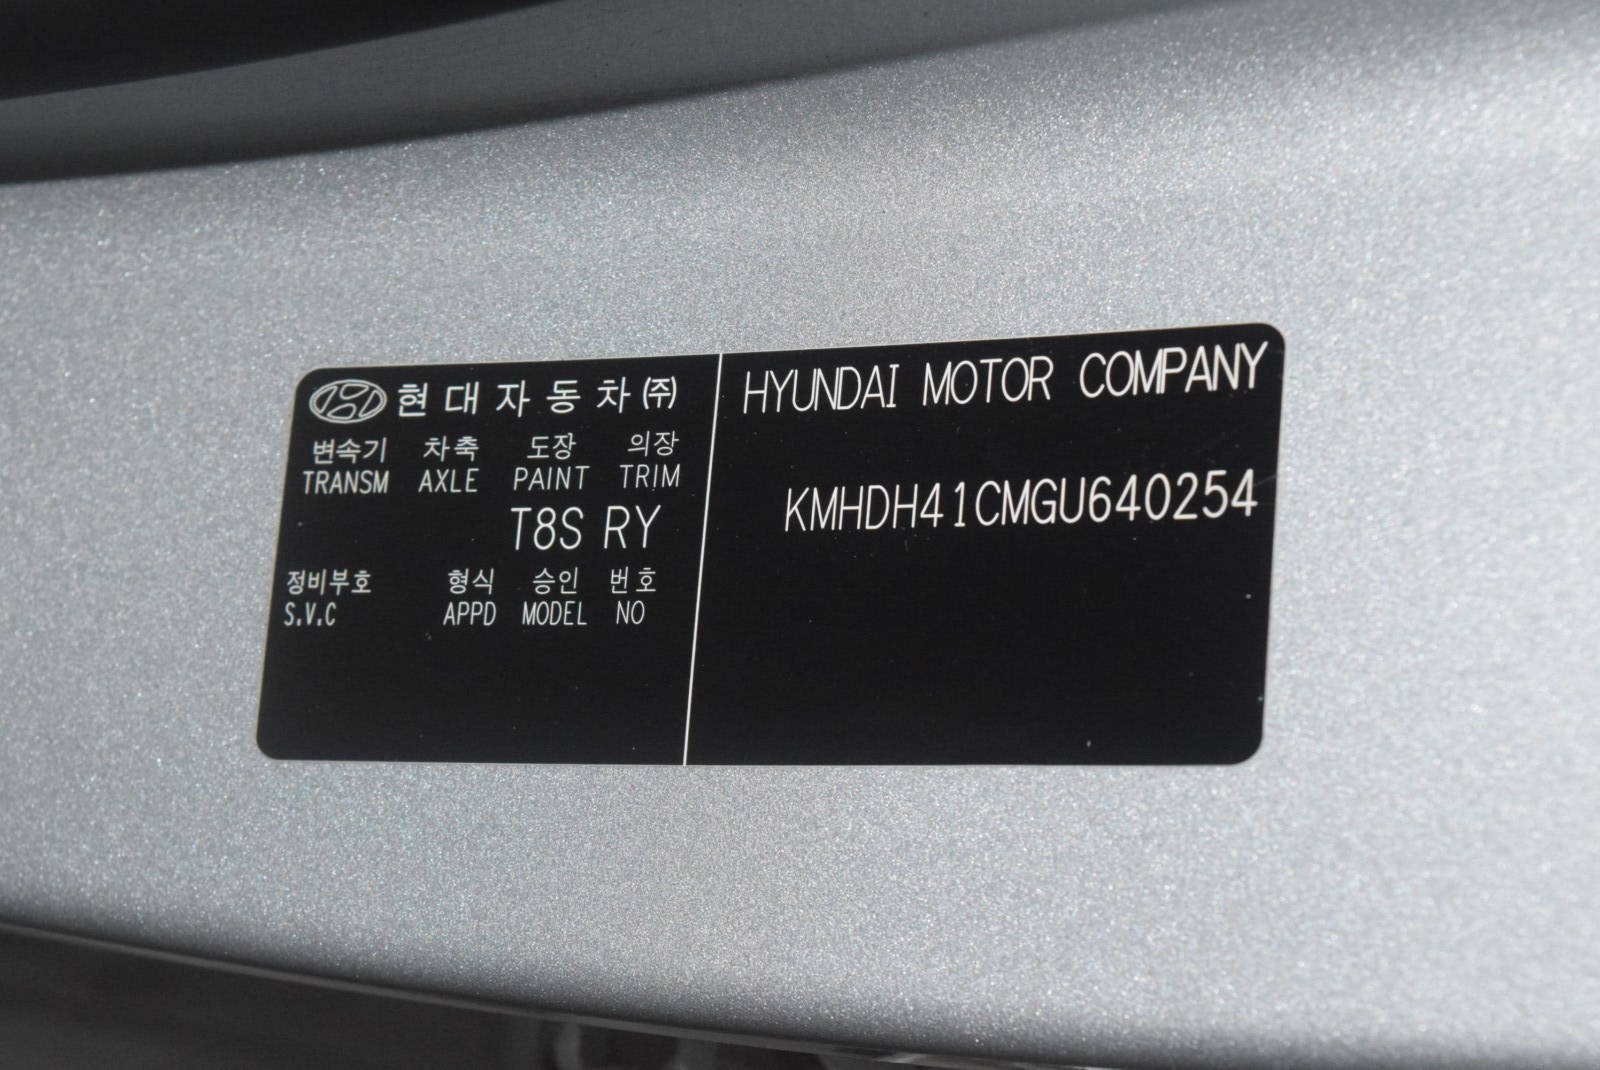 현대자동차㈜
변속기 차축 도장 의장
TRANSM AXLE PAINT TRIM
T8S RY
정비부호 형식 승인 번호
S.V.C APPD MODEL NO
HYUNDAI MOTOR COMPANY
KMHDH41CMGU640254